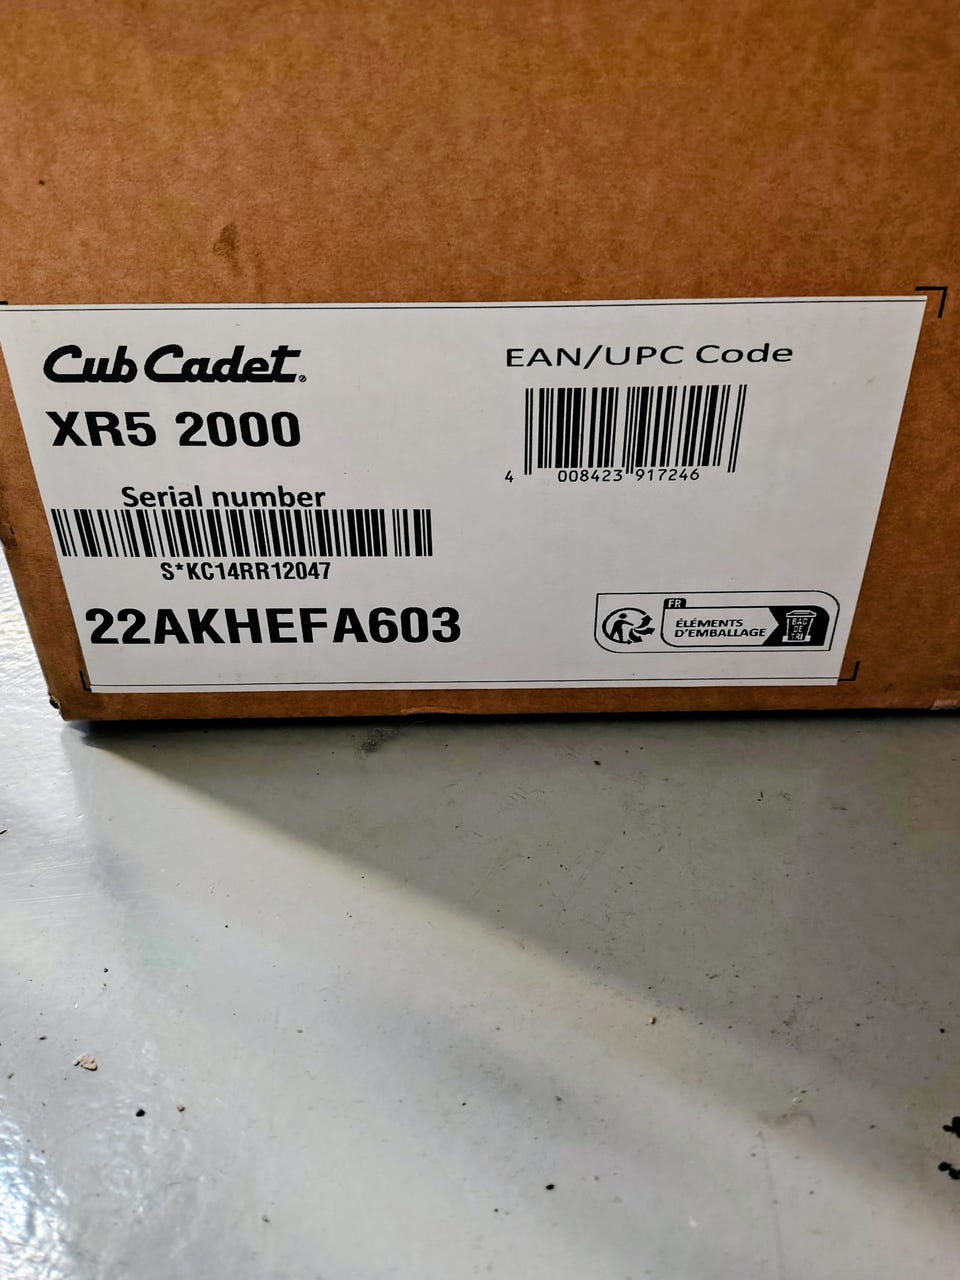 Cub Cadet®
XR5 2000
Serial number
S*KC14RR12047
22AKHEFA603
EAN/UPC Code
4 008423 917246
FR
ÉLÉMENTS
D'EMBALLAGE
BAC
DE
TRI